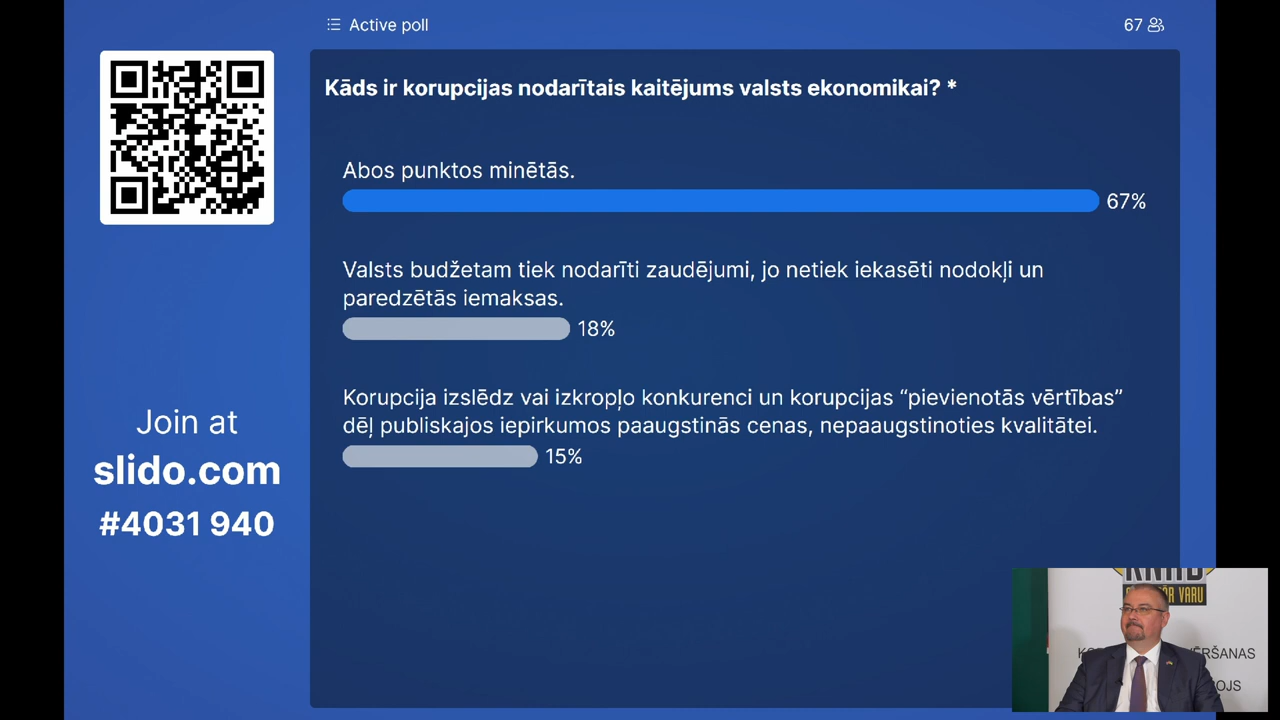 Active poll
67
Kāds ir korupcijas nodarītais kaitējums valsts ekonomikai? *
Abos punktos minētās.
67%
Valsts budžetam tiek nodarīti zaudējumi, jo netiek iekasēti nodokļi un
paredzētās iemaksas.
18%
Korupcija izslēdz vai izkropļo konkurenci un korupcijas “pievienotās vērtības”
dēļ publiskajos iepirkumos paaugstinās cenas, nepaaugstinoties kvalitātei.
15%
Join at
slido.com
#4031 940
VARU